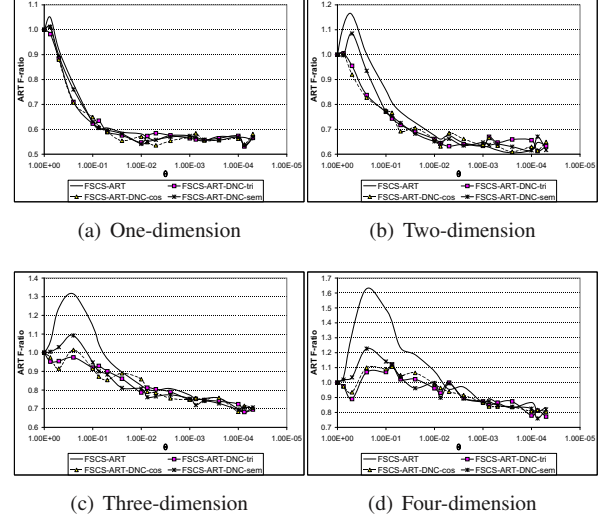 1.1
1.0
0.9
0.8
0.7
0.6
0.5
ART F-ratio
1.00E+00 1.00E-01 1.00E-02 1.00E-03 1.00E-04 1.00E-05
θ
FSCS-ART FSCS-ART-DNC-tri
FSCS-ART-DNC-cos FSCS-ART-DNC-sem
(a) One-dimension
1.2
1.1
1.0
0.9
0.8
0.7
0.6
ART F-ratio
1.00E+00 1.00E-01 1.00E-02 1.00E-03 1.00E-04 1.00E-05
θ
FSCS-ART FSCS-ART-DNC-tri
FSCS-ART-DNC-cos FSCS-ART-DNC-sem
(b) Two-dimension
1.4
1.3
1.2
1.1
1.0
0.9
0.8
0.7
0.6
ART F-ratio
1.00E+00 1.00E-01 1.00E-02 1.00E-03 1.00E-04 1.00E-05
θ
FSCS-ART FSCS-ART-DNC-tri
FSCS-ART-DNC-cos FSCS-ART-DNC-sem
(c) Three-dimension
1.7
1.6
1.5
1.4
1.3
1.2
1.1
1.0
0.9
0.8
0.7
ART F-ratio
1.00E+00 1.00E-01 1.00E-02 1.00E-03 1.00E-04 1.00E-05
θ
FSCS-ART FSCS-ART-DNC-tri
FSCS-ART-DNC-cos FSCS-ART-DNC-sem
(d) Four-dimension